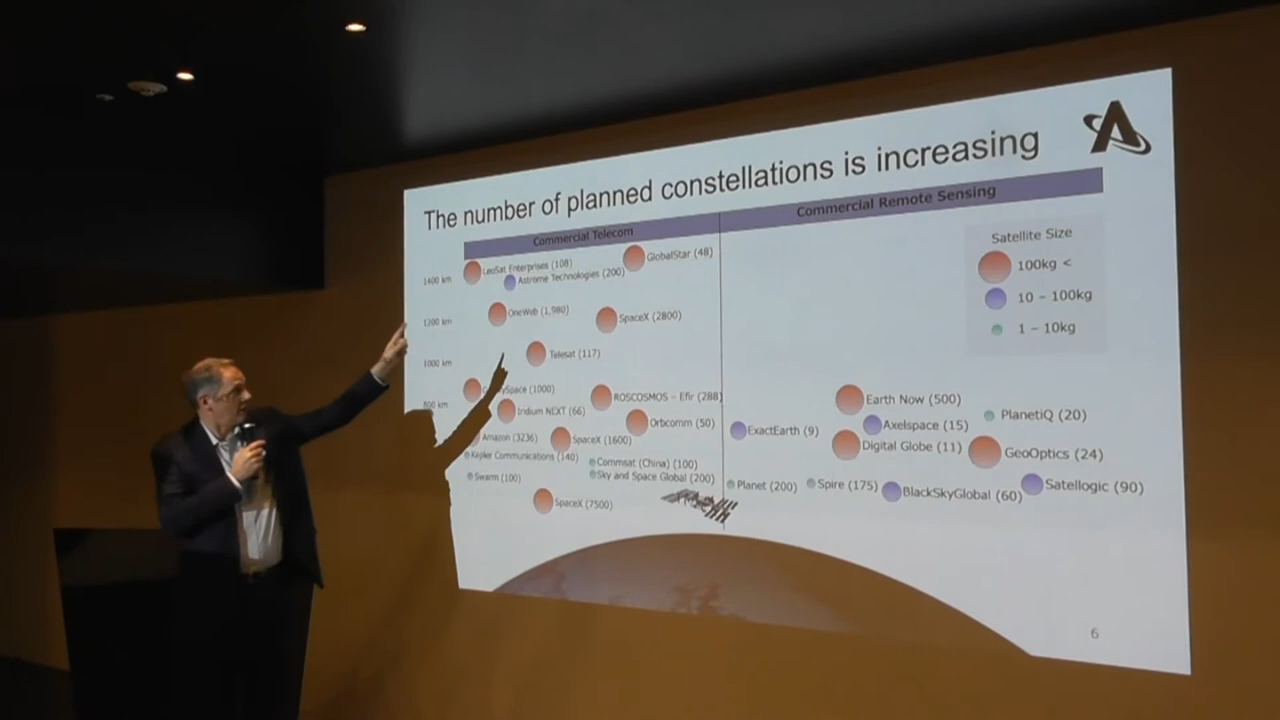 The number of planned constellations is increasing
Commercial Telecom
Commercial Remote Sensing
Satellite Size
100kg <
10 – 100kg
1 – 10kg
1400 km
LeoSat Enterprises (108)
GlobalStar (48)
Astrome Technologies (200)
1200 km
OneWeb (1,980)
SpaceX (2800)
1000 km
Telesat (117)
800 km
(1000)
ROSCOSMOS – Efir (288)
Iridium NEXT (66)
Orbcomm (50)
Amazon (3236)
SpaceX (1600)
Kepler Communications (140)
Commsat (China) (100)
Swarm (100)
Sky and Space Global (200)
SpaceX (7500)
Earth Now (500)
PlanetiQ (20)
ExactEarth (9)
Axelspace (15)
Digital Globe (11)
GeoOptics (24)
Planet (200)
Spire (175)
BlackSkyGlobal (60)
Satellogic (90)
6